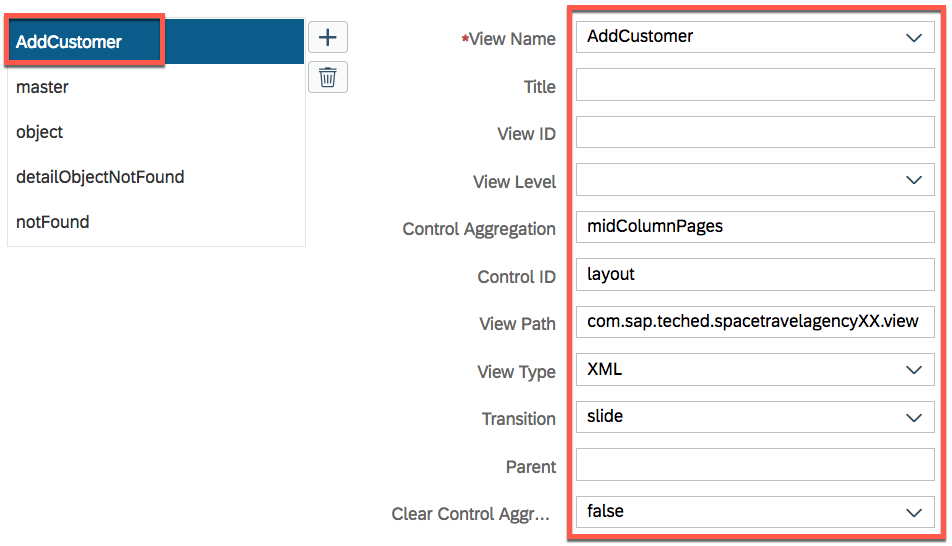 AddCustomer
master
object
detailObjectNotFound
notFound
*View Name AddCustomer
Title
View ID
View Level
Control Aggregation midColumnPages
Control ID layout
View Path com.sap.teched.spacetravelagencyXX.view
View Type XML
Transition slide
Parent
Clear Control Aggr... false